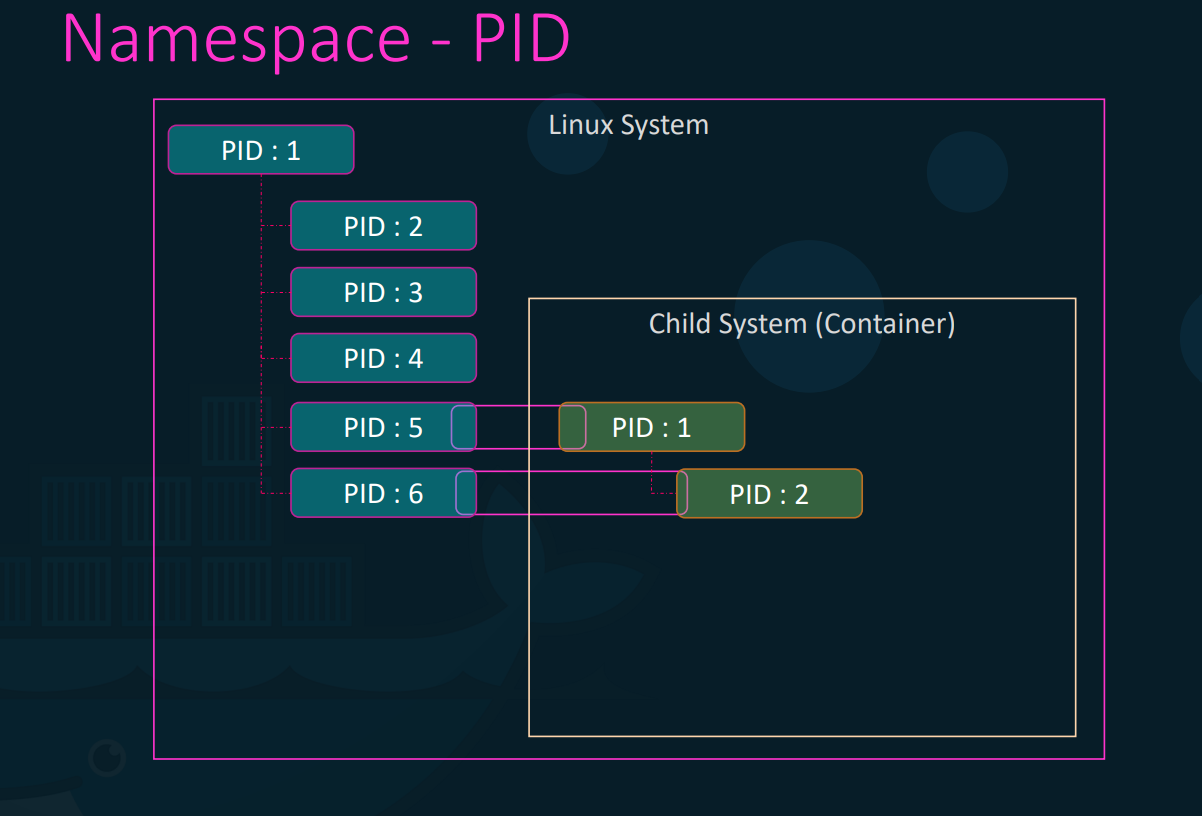 Namespace - PID
Linux System
PID : 1
PID : 2
PID : 3
Child System (Container)
PID : 4
PID : 5
PID : 1
PID : 6
PID : 2